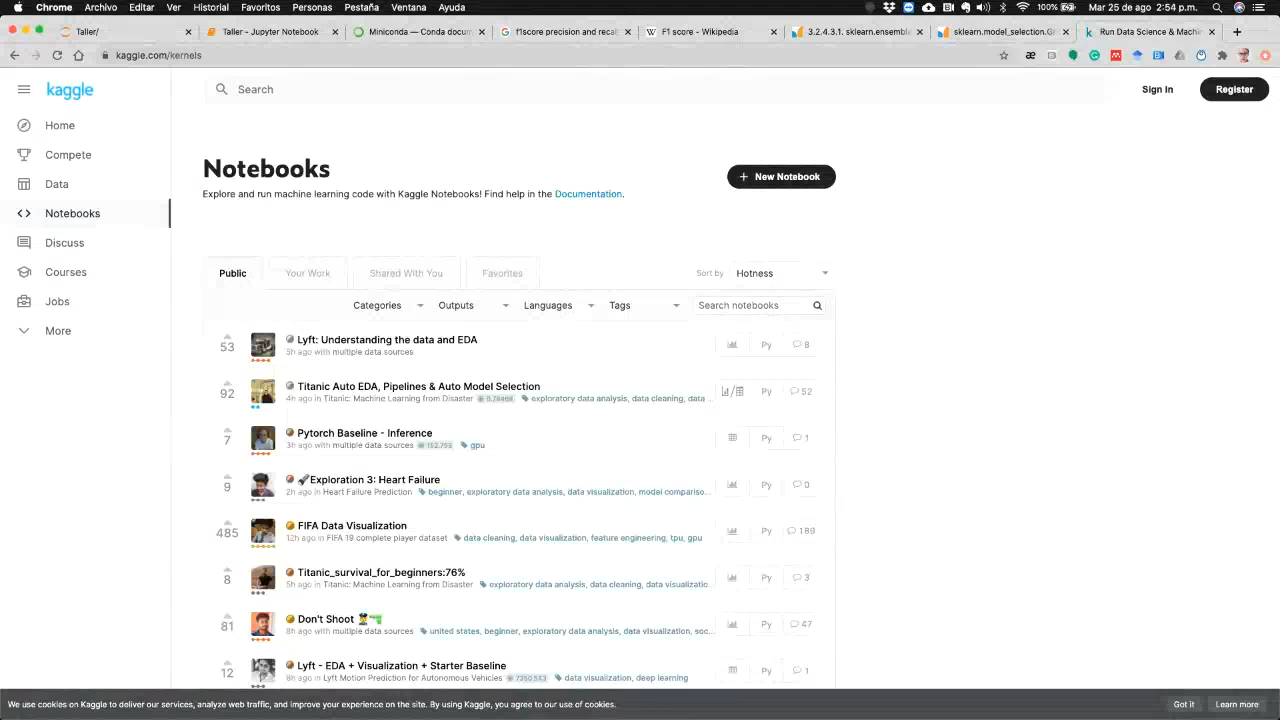 Chrome Archivo Editar Ver Historial Favoritos Personas Pestaña Ventana Ayuda 100% Mar 25 de ago 2:54 p.m.
Taller/ Taller - Jupyter Notebook Miniconda — Conda docum f1score precision and recal F1 score - Wikipedia 3.2.4.3.1. sklearn.ensemble sklearn.model_selection.Gr Run Data Science & Machin
kaggle.com/kernels
kaggle
Search
Sign In
Register
Home
Compete
Data
Notebooks
Discuss
Courses
Jobs
More
Notebooks
New Notebook
Explore and run machine learning code with Kaggle Notebooks! Find help in the Documentation.
Public Your Work Shared With You Favorites Sort by Hotness
Categories Outputs Languages Tags Search notebooks
53 Lyft: Understanding the data and EDA Py 8
5h ago with multiple data sources
92 Titanic Auto EDA, Pipelines & Auto Model Selection Py 52
4h ago in Titanic: Machine Learning from Disaster 0.78468 exploratory data analysis, data cleaning, data ...
7 Pytorch Baseline - Inference Py 1
3h ago with multiple data sources 152.793 gpu
9 Exploration 3: Heart Failure Py 0
2h ago in Heart Failure Prediction beginner, exploratory data analysis, data visualization, model compariso...
485 FIFA Data Visualization Py 189
12h ago in FIFA 19 complete player dataset data cleaning, data visualization, feature engineering, tpu, gpu
8 Titanic_survival_for_beginners:76% Py 3
5h ago in Titanic: Machine Learning from Disaster exploratory data analysis, data cleaning, data visualizatio...
81 Don't Shoot Py 47
8h ago with multiple data sources united states, beginner, exploratory data analysis, data visualization, soc...
12 Lyft - EDA + Visualization + Starter Baseline Py 1
8h ago in Lyft Motion Prediction for Autonomous Vehicles 7350.543 data visualization, deep learning
We use cookies on Kaggle to deliver our services, analyze web traffic, and improve your experience on the site. By using Kaggle, you agree to our use of cookies. Got it Learn more